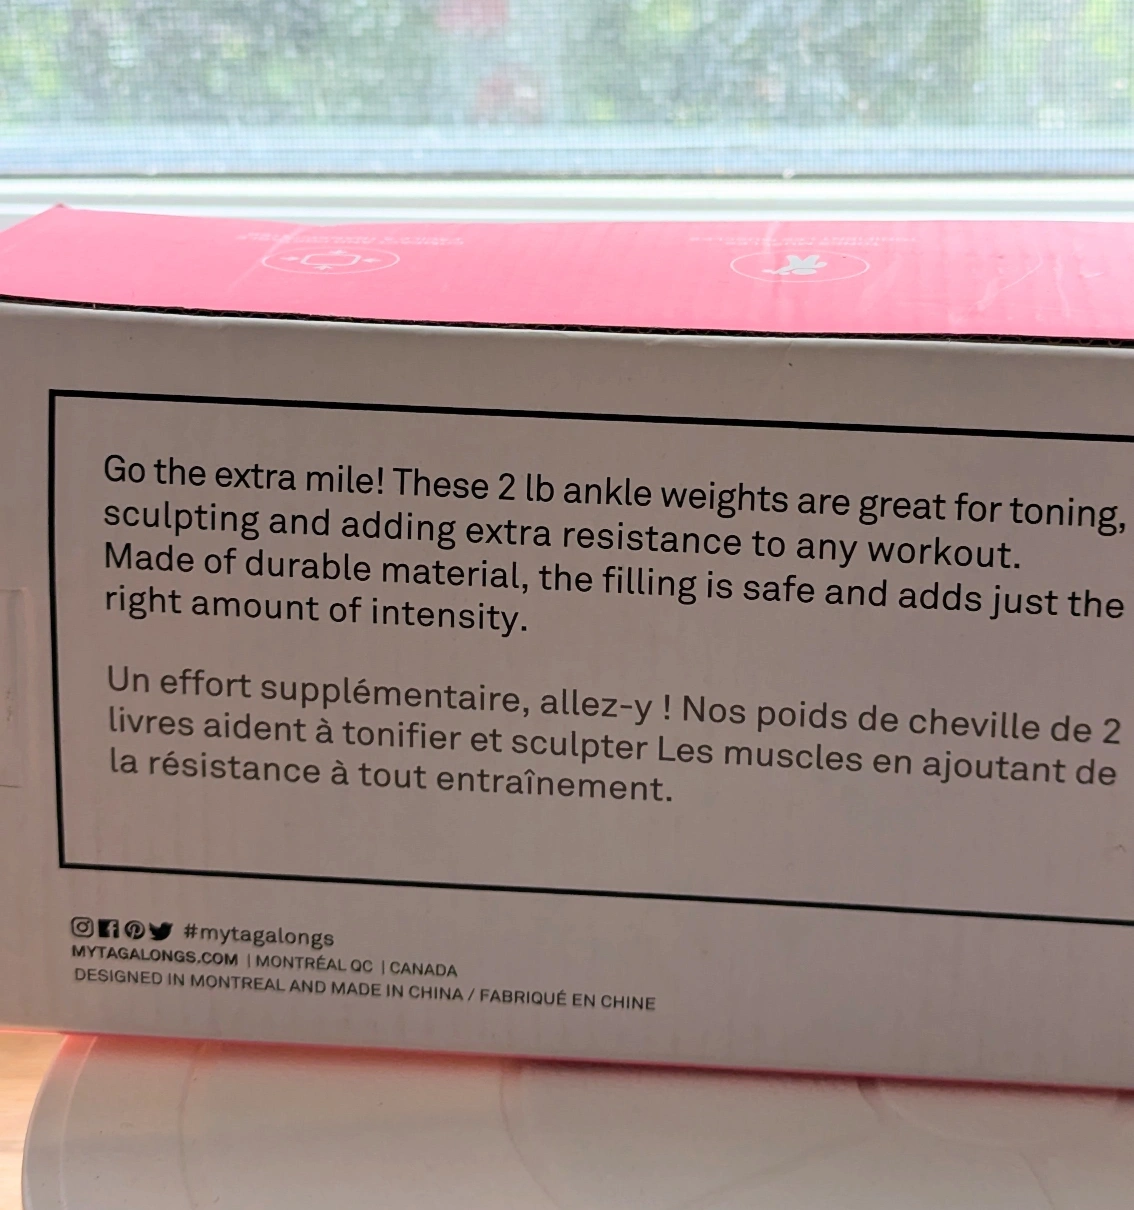 Go the extra mile! These 2 lb ankle weights are great for toning,
sculpting and adding extra resistance to any workout.
Made of durable material, the filling is safe and adds just the
right amount of intensity.
Un effort supplémentaire, allez-y ! Nos poids de cheville de 2
livres aident à tonifier et sculpter Les muscles en ajoutant de
la résistance à tout entraînement.
#mytagalongs
MYTAGALONGS.COM | MONTRÉAL QC | CANADA
DESIGNED IN MONTREAL AND MADE IN CHINA / FABRIQUÉ EN CHINE